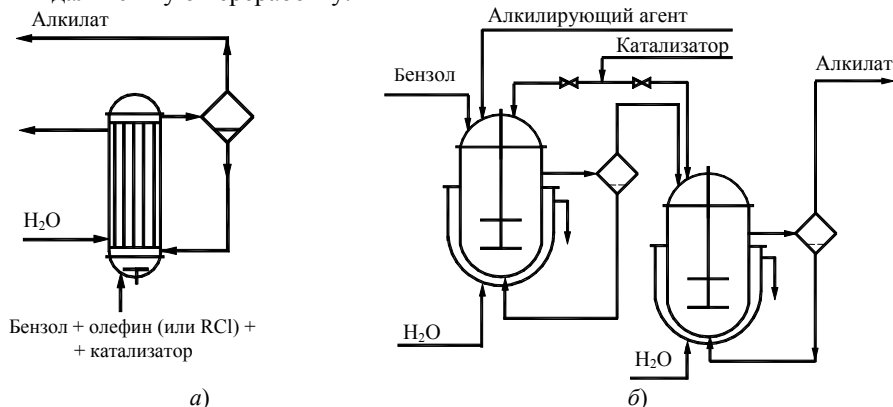 Алкилат
H₂O
Бензол + олефин (или RCl) +
+ катализатор
а)
Алкилирующий агент
Катализатор
Бензол
Алкилат
H₂O
H₂O
б)